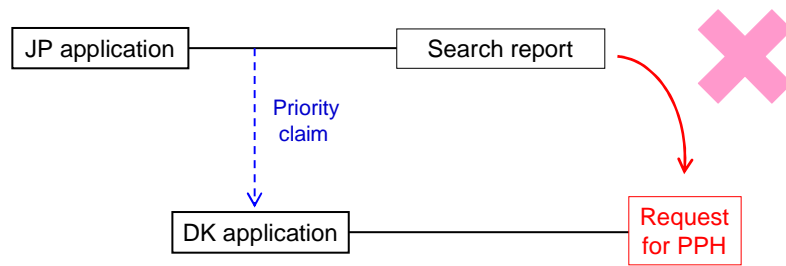 JP application
Search report
Priority
claim
DK application
Request
for PPH